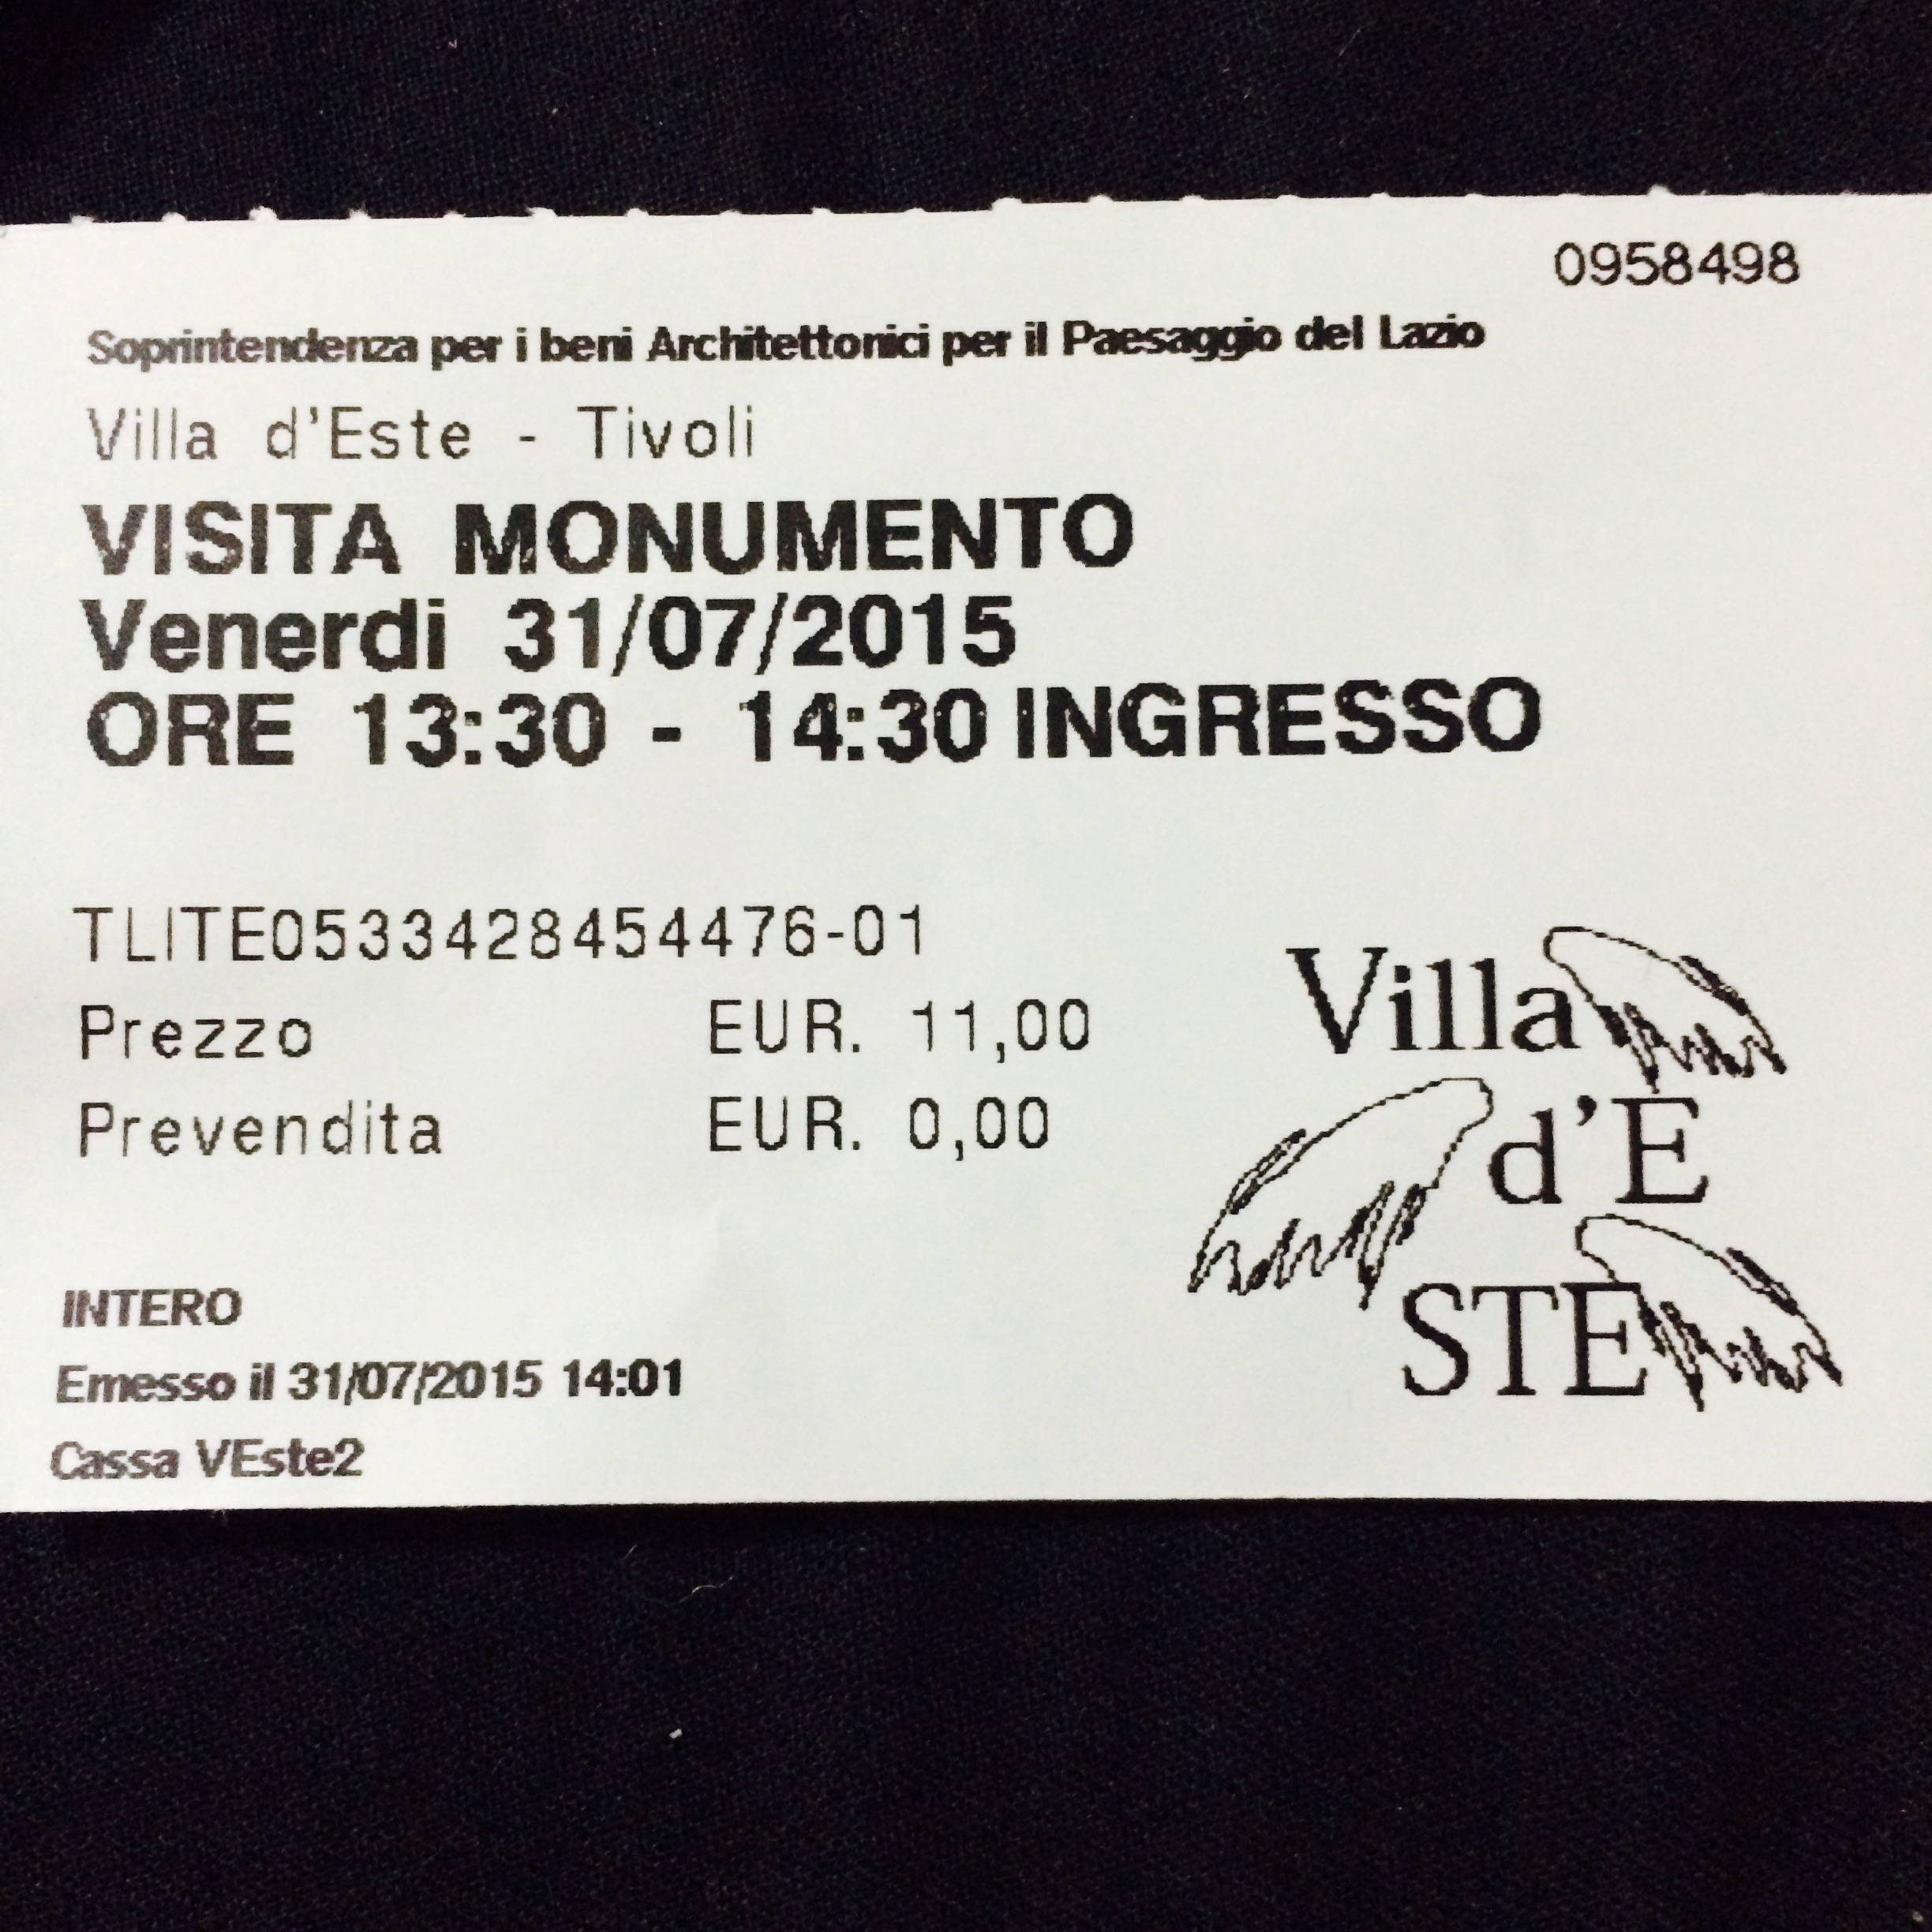 0958498
Soprintendenza per i beni Architettonici per il Paesaggio del Lazio
Villa d'Este - Tivoli
VISITA MONUMENTO
Venerdi 31/07/2015
ORE 13:30 - 14:30 INGRESSO
TLITE0533428454476-01
Prezzo EUR. 11,00
Prevendita EUR. 0,00
INTERO
Emesso il 31/07/2015 14:01
Cassa VEste2
Villa
d'E
STE